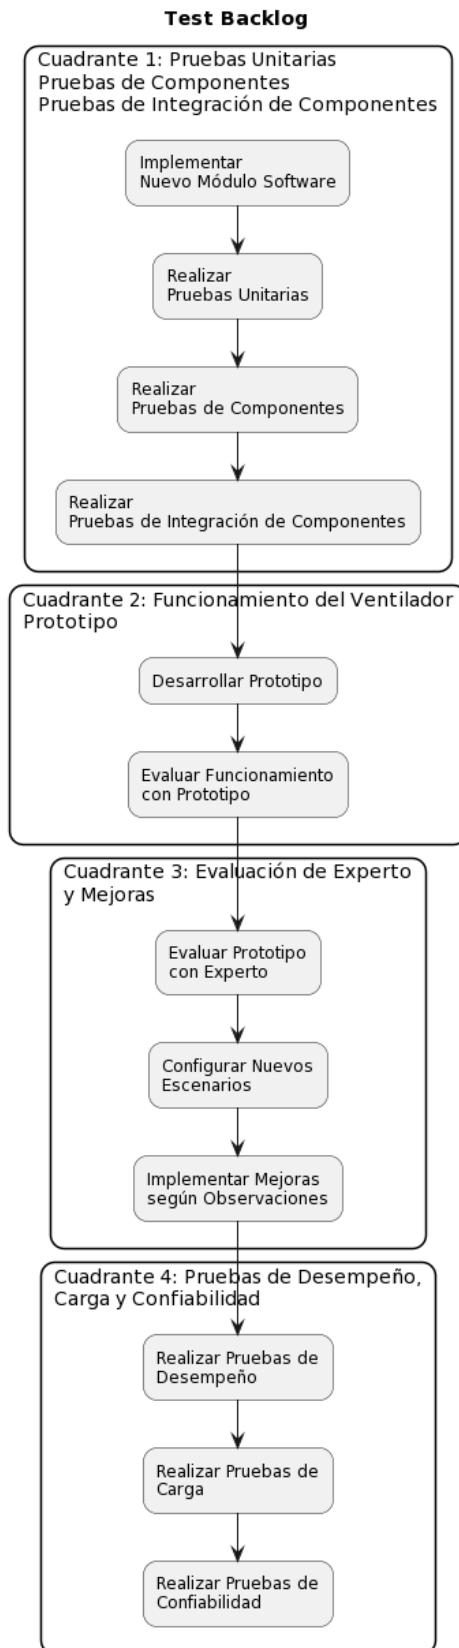 Test Backlog
Cuadrante 1: Pruebas Unitarias
Pruebas de Componentes
Pruebas de Integración de Componentes
Implementar
Nuevo Módulo Software
Realizar
Pruebas Unitarias
Realizar
Pruebas de Componentes
Realizar
Pruebas de Integración de Componentes
Cuadrante 2: Funcionamiento del Ventilador
Prototipo
Desarrollar Prototipo
Evaluar Funcionamiento
con Prototipo
Cuadrante 3: Evaluación de Experto
y Mejoras
Evaluar Prototipo
con Experto
Configurar Nuevos
Escenarios
Implementar Mejoras
según Observaciones
Cuadrante 4: Pruebas de Desempeño,
Carga y Confiabilidad
Realizar Pruebas de
Desempeño
Realizar Pruebas de
Carga
Realizar Pruebas de
Confiabilidad